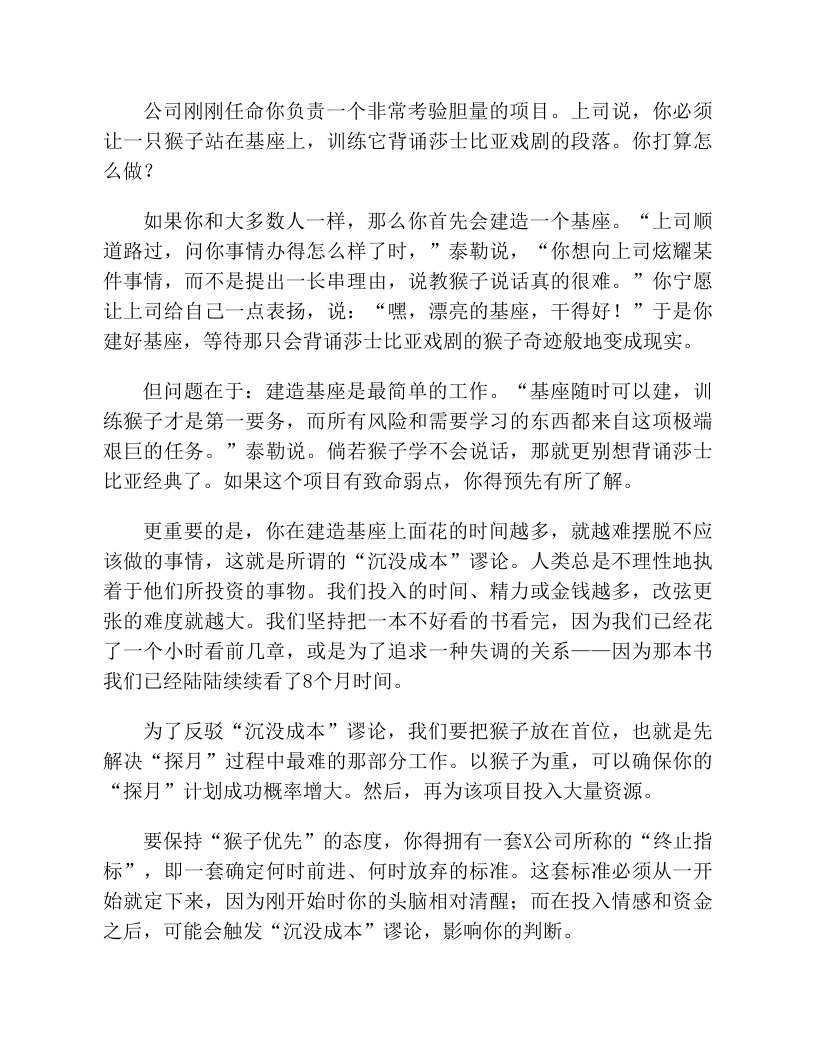 公司刚刚任命你负责一个非常考验胆量的项目。上司说，你必须
让一只猴子站在基座上，训练它背诵莎士比亚戏剧的段落。你打算怎
么做？
如果你和大多数人一样，那么你首先会建造一个基座。“上司顺
道路过，问你事情办得怎么样了时，”泰勒说，“你想向上司炫耀某
件事情，而不是提出一长串理由，说教猴子说话真的很难。”你宁愿
让上司给自己一点表扬，说：“嘿，漂亮的基座，干得好！”于是你
建好基座，等待那只会背诵莎士比亚戏剧的猴子奇迹般地变成现实。
但问题在于：建造基座是最简单的工作。“基座随时可以建，训
练猴子才是第一要务，而所有风险和需要学习的东西都来自这项极端
艰巨的任务。”泰勒说。倘若猴子学不会说话，那就更别想背诵莎士
比亚经典了。如果这个项目有致命弱点，你得预先有所了解。
更重要的是，你在建造基座上面花的时间越多，就越难摆脱不应
该做的事情，这就是所谓的“沉没成本”谬论。人类总是不理性地执
着于他们所投资的事物。我们投入的时间、精力或金钱越多，改弦更
张的难度就越大。我们坚持把一本不好看的书看完，因为我们已经花
了一个小时看前几章，或是为了追求一种失调的关系——因为那本书
我们已经陆陆续续看了8个月时间。
为了反驳“沉没成本”谬论，我们要把猴子放在首位，也就是先
解决“探月”过程中最难的那部分工作。以猴子为重，可以确保你的
“探月”计划成功概率增大。然后，再为该项目投入大量资源。
要保持“猴子优先”的态度，你得拥有一套X公司所称的“终止指
标”，即一套确定何时前进、何时放弃的标准。这套标准必须从一开
始就定下来，因为刚开始时你的头脑相对清醒；而在投入情感和资金
之后，可能会触发“沉没成本”谬论，影响你的判断。